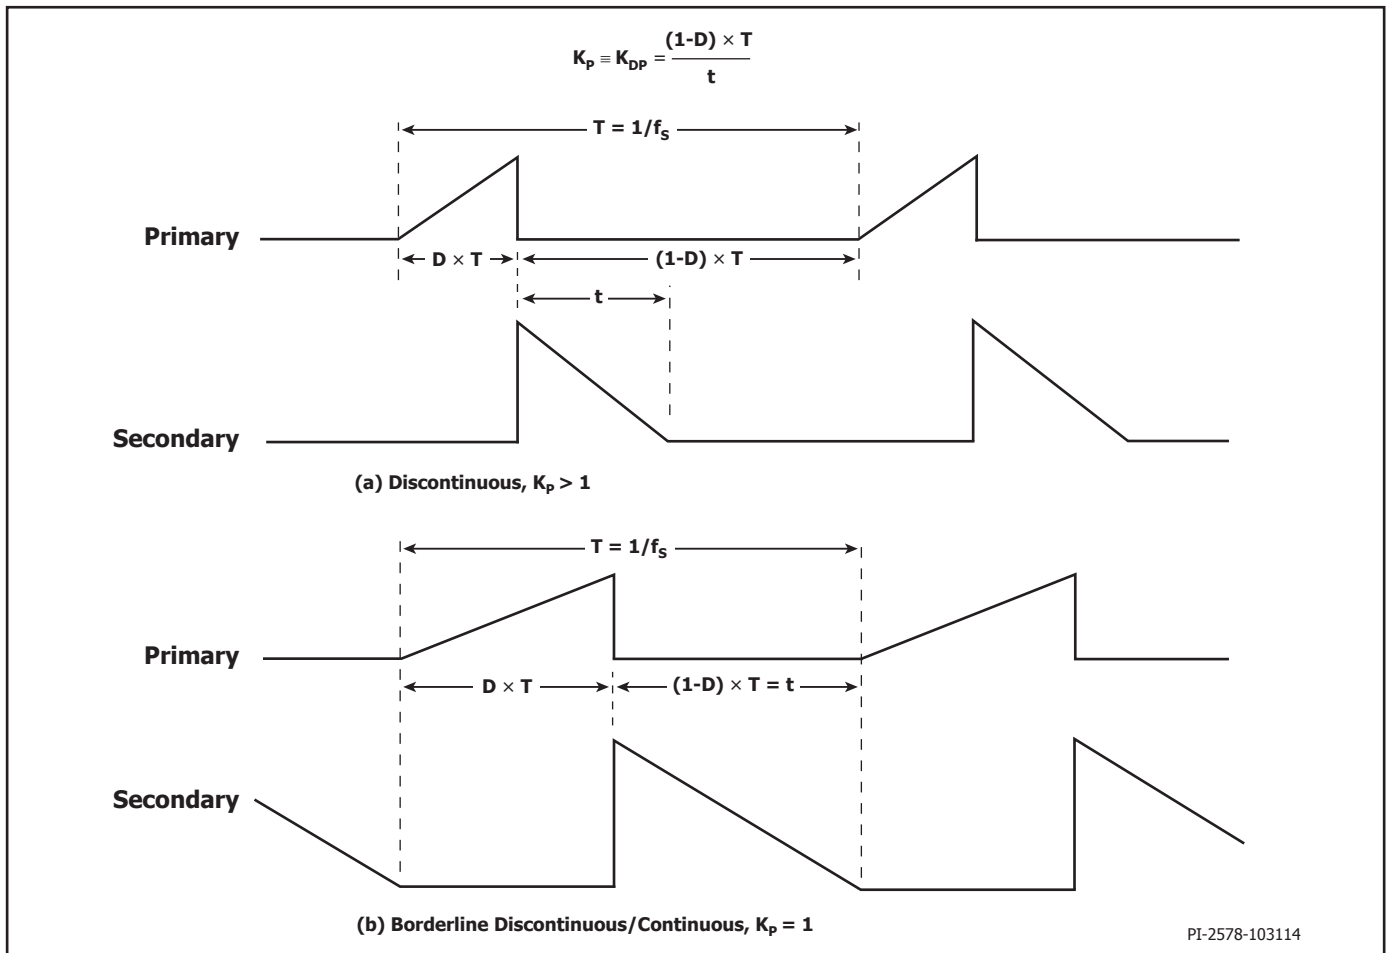 (1-D) × T
K_P ≡ K_DP =
t
T = 1/f_S
Primary
D × T
(1-D) × T
t
Secondary
(a) Discontinuous, K_P > 1
T = 1/f_S
Primary
D × T
(1-D) × T = t
Secondary
(b) Borderline Discontinuous/Continuous, K_P = 1
PI-2578-103114